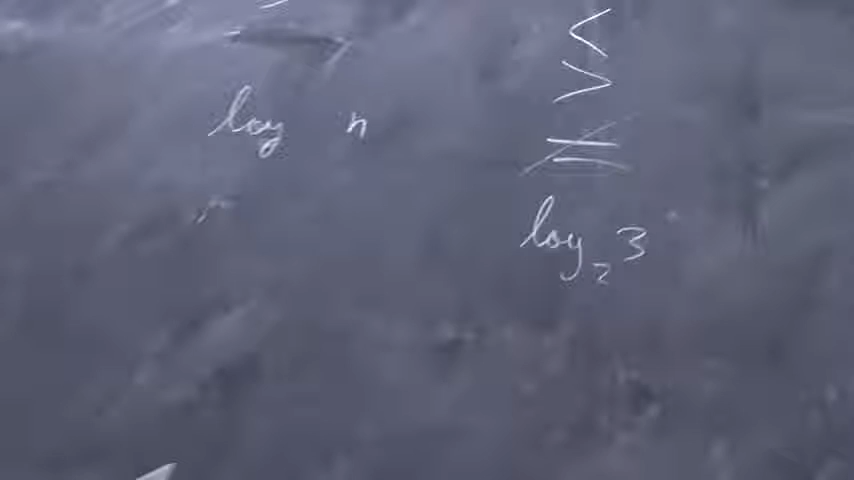 <
>
log n
=
log₂ 3